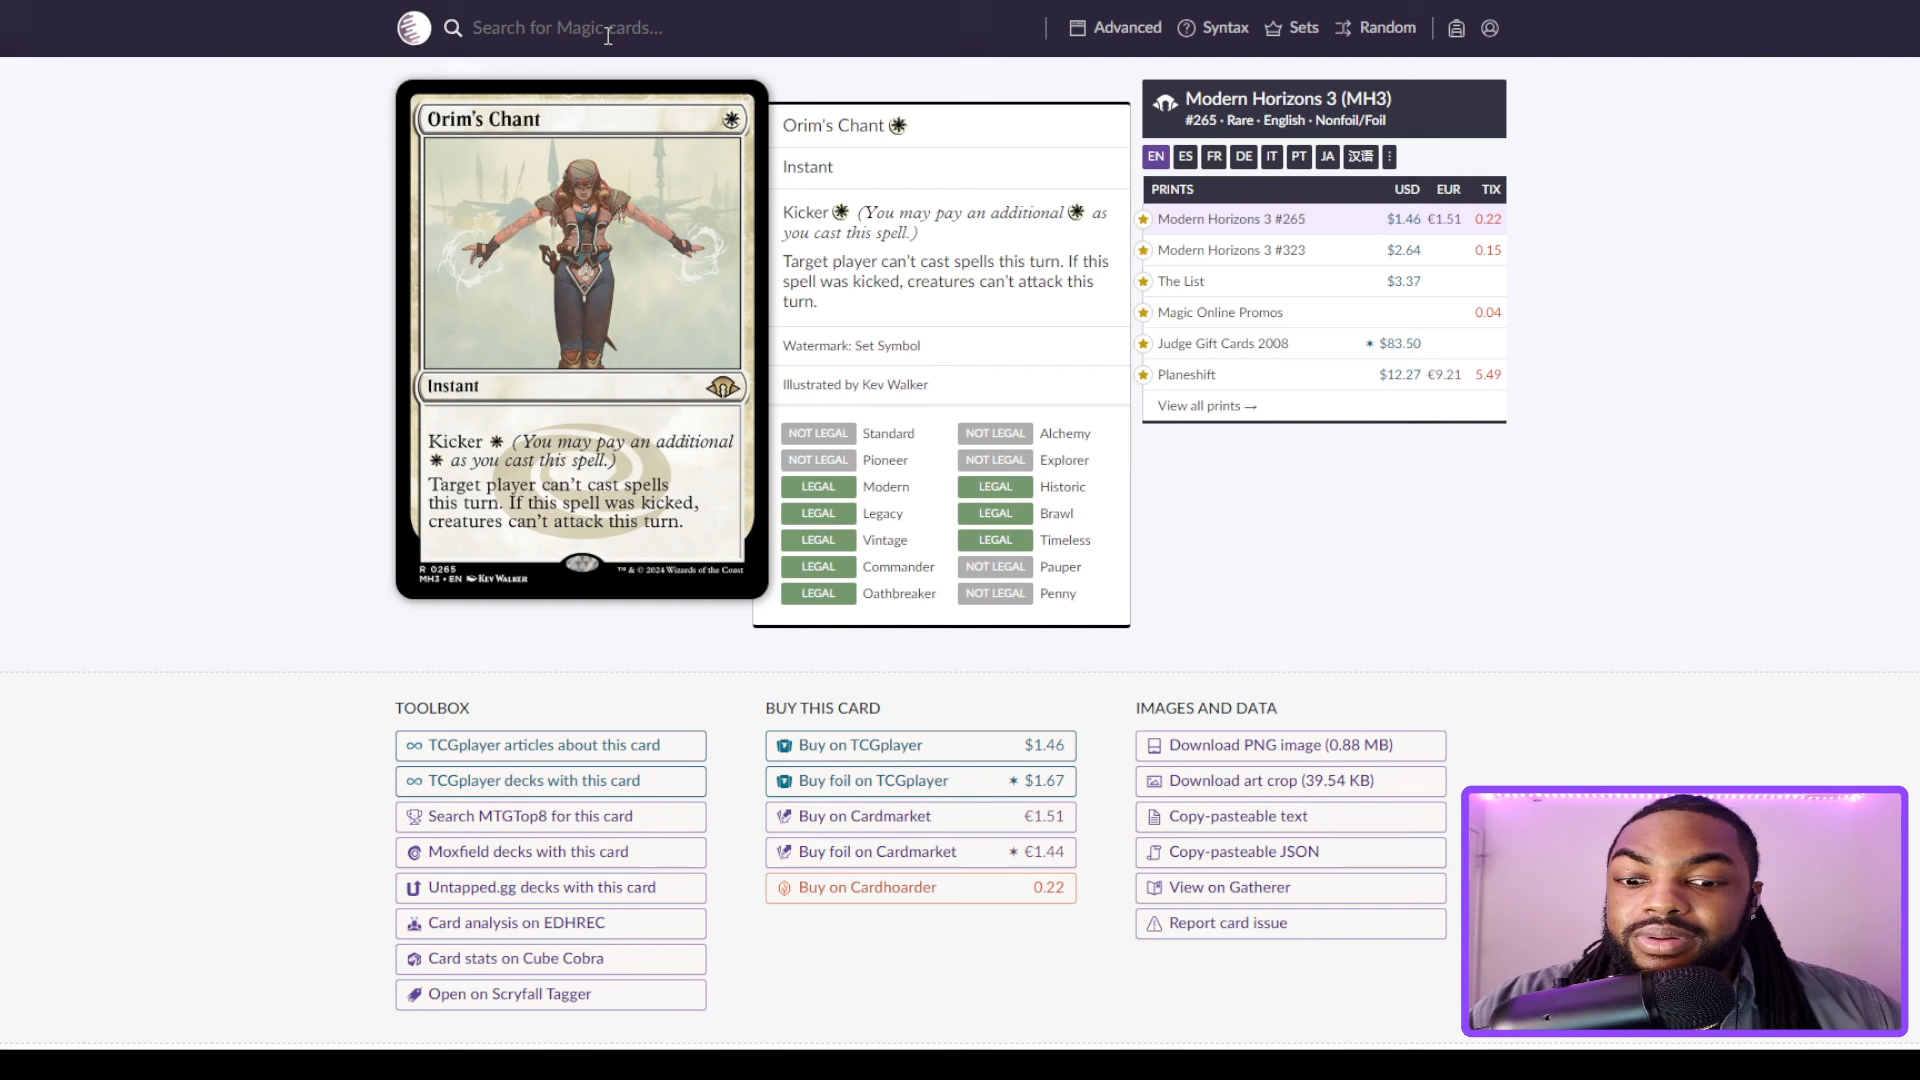 Search for Magic cards...
Advanced
Syntax
Sets
Random
Orim's Chant
Instant
Kicker (You may pay an additional
as you cast this spell.)
Target player can't cast spells
this turn. If this spell was kicked,
creatures can't attack this turn.
R 0265
MH3 • EN Kev Walker
™ & © 2024 Wizards of the Coast
Orim's Chant
Instant
Kicker (You may pay an additional as
you cast this spell.)
Target player can't cast spells this turn. If this
spell was kicked, creatures can't attack this
turn.
Watermark: Set Symbol
Illustrated by Kev Walker
NOT LEGAL Standard NOT LEGAL Alchemy
NOT LEGAL Pioneer NOT LEGAL Explorer
LEGAL Modern LEGAL Historic
LEGAL Legacy LEGAL Brawl
LEGAL Vintage LEGAL Timeless
LEGAL Commander NOT LEGAL Pauper
LEGAL Oathbreaker NOT LEGAL Penny
Modern Horizons 3 (MH3)
#265 • Rare • English • Nonfoil/Foil
EN ES FR DE IT PT JA 汉语
PRINTS USD EUR TIX
Modern Horizons 3 #265 $1.46 €1.51 0.22
Modern Horizons 3 #323 $2.64 0.15
The List $3.37
Magic Online Promos 0.04
Judge Gift Cards 2008 $83.50
Planeshift $12.27 €9.21 5.49
View all prints →
TOOLBOX
TCGplayer articles about this card
TCGplayer decks with this card
Search MTGTop8 for this card
Moxfield decks with this card
Untapped.gg decks with this card
Card analysis on EDHREC
Card stats on Cube Cobra
Open on Scryfall Tagger
BUY THIS CARD
Buy on TCGplayer $1.46
Buy foil on TCGplayer $1.67
Buy on Cardmarket €1.51
Buy foil on Cardmarket €1.44
Buy on Cardhoarder 0.22
IMAGES AND DATA
Download PNG image (0.88 MB)
Download art crop (39.54 KB)
Copy-pasteable text
Copy-pasteable JSON
View on Gatherer
Report card issue